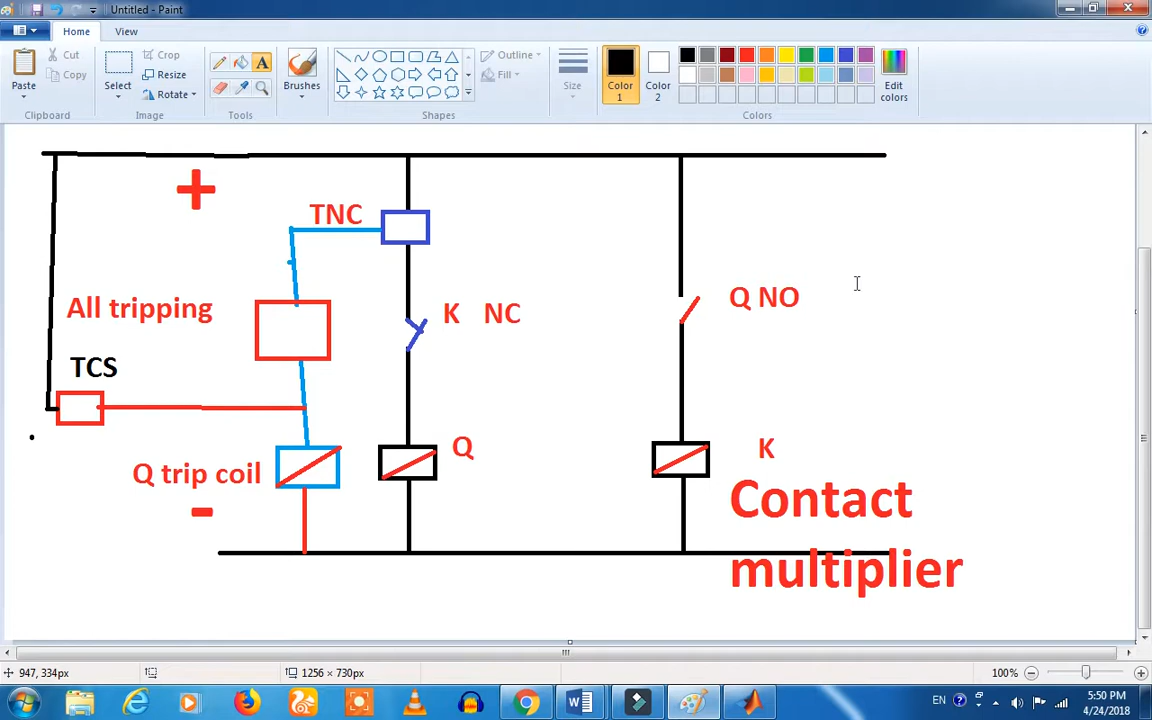 Untitled - Paint
Home View
Paste
Cut
Copy
Clipboard
Select
Crop
Resize
Rotate
Image
Tools
Brushes
Outline
Fill
Shapes
Size
Color 1
Color 2
Edit colors
Colors
+
TNC
All tripping
K NC
Q NO
TCS
Q trip coil
Q
K
-
Contact
multiplier
947, 334px
1256 × 730px
100%
EN
5:50 PM
4/24/2018